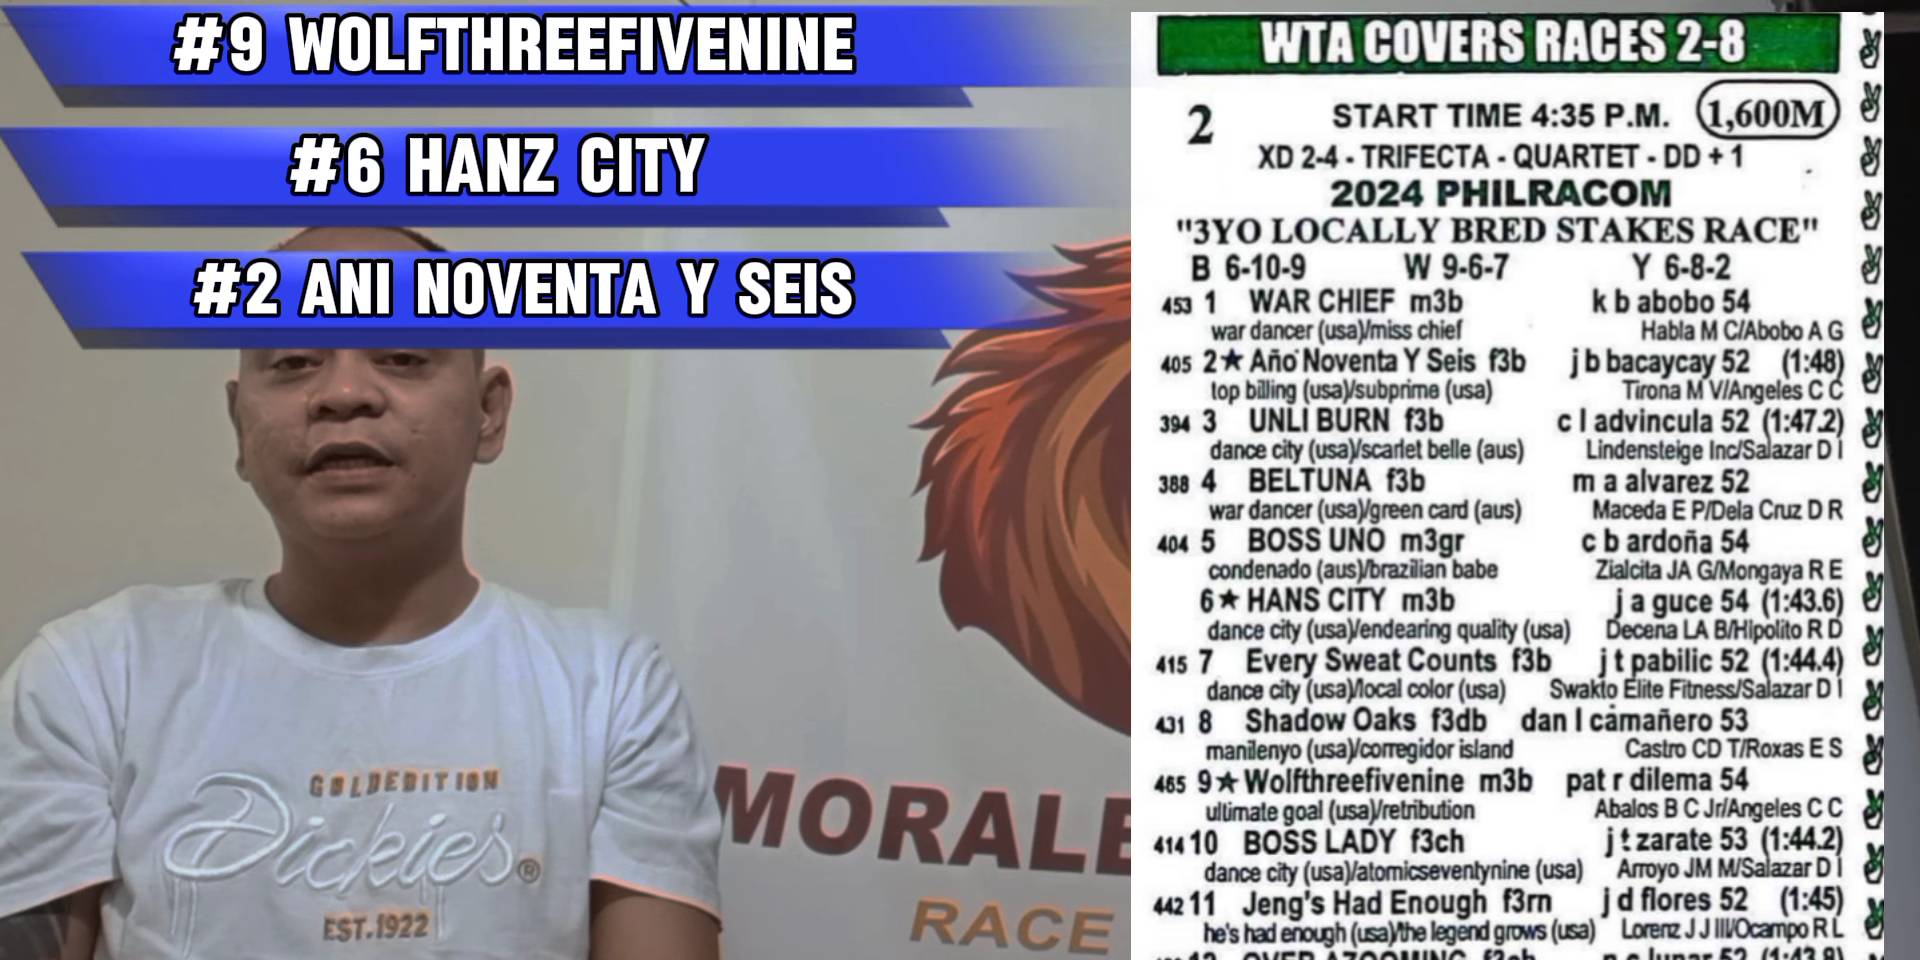 #9 WOLFTHREEFIVENINE
#6 HANZ CITY
#2 ANI NOVENTA Y SEIS
GOLDEDITION
Dickies®
EST.1922
MORALE
RACE
WTA COVERS RACES 2-8
2 START TIME 4:35 P.M. 1,600M
XD 2-4 - TRIFECTA - QUARTET - DD + 1
2024 PHILRACOM
"3YO LOCALLY BRED STAKES RACE"
B 6-10-9 W 9-6-7 Y 6-8-2
453 1 WAR CHIEF m3b k b abobo 54
war dancer (usa)/miss chief Habla M C/Abobo A G
405 2★ Año Noventa Y Seis f3b j b bacaycay 52 (1:48)
top billing (usa)/subprime (usa) Tirona M V/Angeles C C
394 3 UNLI BURN f3b c l advincula 52 (1:47.2)
dance city (usa)/scarlet belle (aus) Lindensteige Inc/Salazar D I
388 4 BELTUNA f3b m a alvarez 52
war dancer (usa)/green card (aus) Maceda E P/Dela Cruz D R
404 5 BOSS UNO m3gr c b ardoña 54
condenado (aus)/brazilian babe Zialcita JA G/Mongaya R E
6★ HANS CITY m3b j a guce 54 (1:43.6)
dance city (usa)/endearing quality (usa) Decena LA B/Hipolito R D
415 7 Every Sweat Counts f3b j t pabilic 52 (1:44.4)
dance city (usa)/local color (usa) Swakto Elite Fitness/Salazar D I
431 8 Shadow Oaks f3db dan l camañero 53
manilenyo (usa)/corregidor island Castro CD T/Roxas E S
465 9★ Wolfthreefivenine m3b pat r dilema 54
ultimate goal (usa)/retribution Abalos B C Jr/Angeles C C
414 10 BOSS LADY f3ch j t zarate 53 (1:44.2)
dance city (usa)/atomicseventynine (usa) Arroyo JM M/Salazar D I
442 11 Jeng's Had Enough f3rn j d flores 52 (1:45)
he's had enough (usa)/the legend grows (usa) Lorenz J J III/Ocampo R L
12 OVER AZOOMING f3ch 52 (1:43.8)